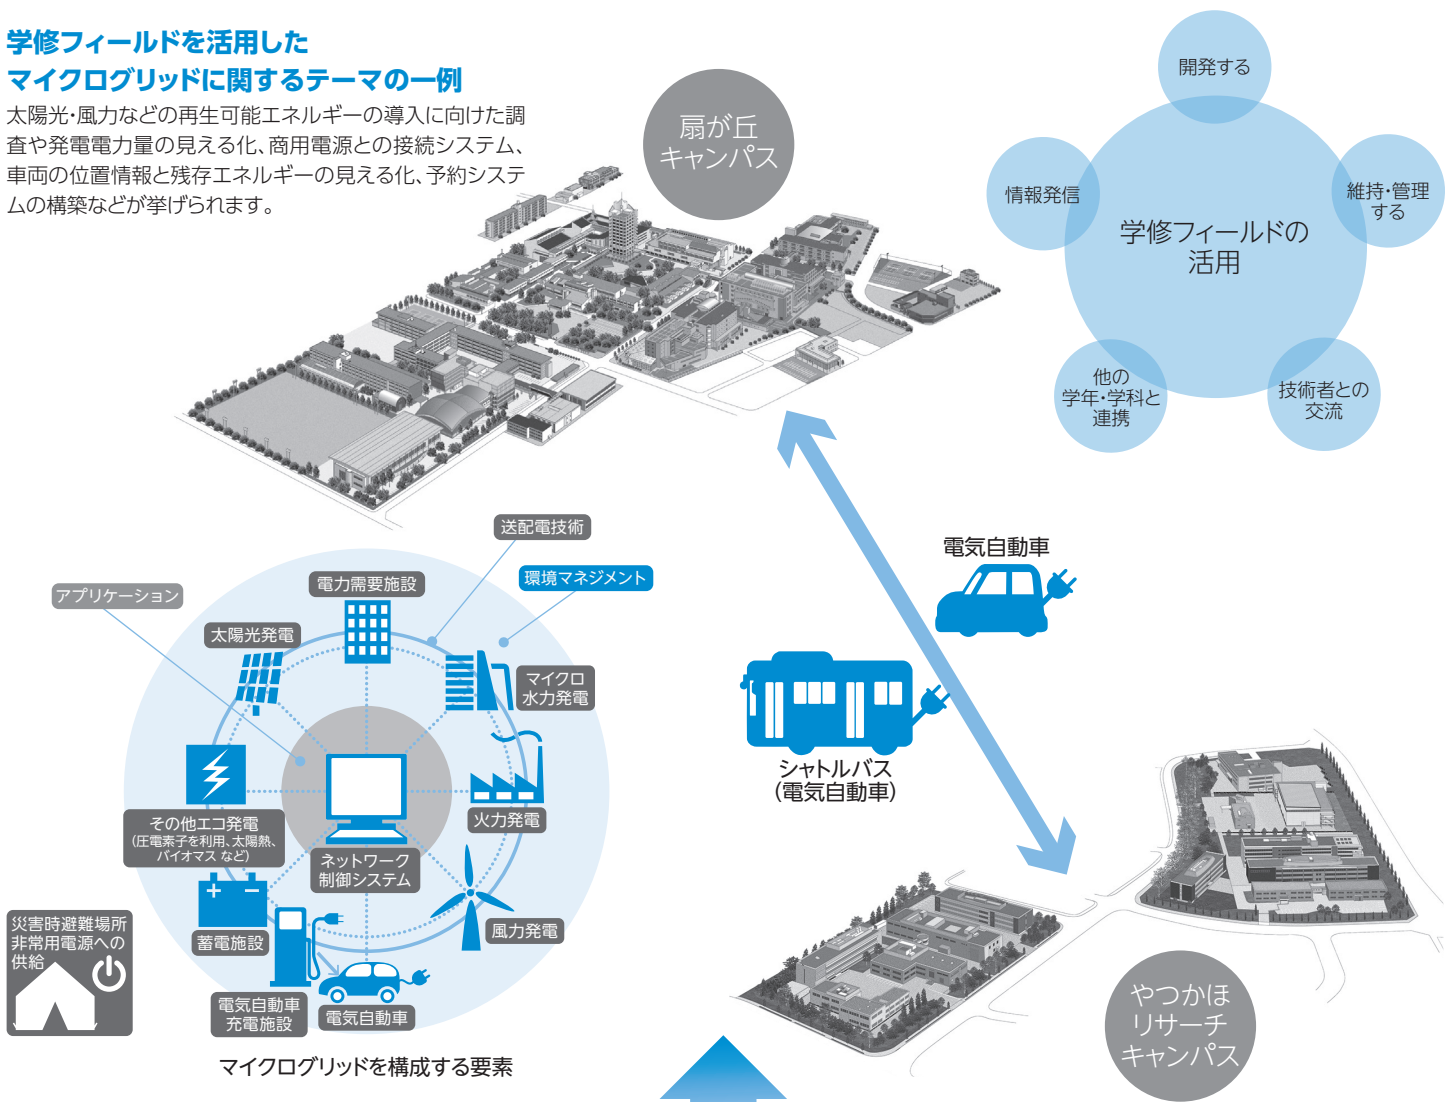 学修フィールドを活用した
マイクログリッドに関するテーマの一例
太陽光・風力などの再生可能エネルギーの導入に向けた調
査や発電電力量の見える化、商用電源との接続システム、
車両の位置情報と残存エネルギーの見える化、予約システ
ムの構築などが挙げられます。
扇が丘
キャンパス
開発する
情報発信
維持・管理
する
学修フィールドの
活用
他の
学年・学科と
連携
技術者との
交流
送配電技術
環境マネジメント
アプリケーション
電力需要施設
太陽光発電
マイクロ
水力発電
その他エコ発電
(圧電素子を利用、太陽熱、
バイオマス など)
火力発電
ネットワーク
制御システム
蓄電施設
風力発電
電気自動車
充電施設
電気自動車
災害時避難場所
非常用電源への
供給
マイクログリッドを構成する要素
電気自動車
シャトルバス
(電気自動車)
やつかほ
リサーチ
キャンパス